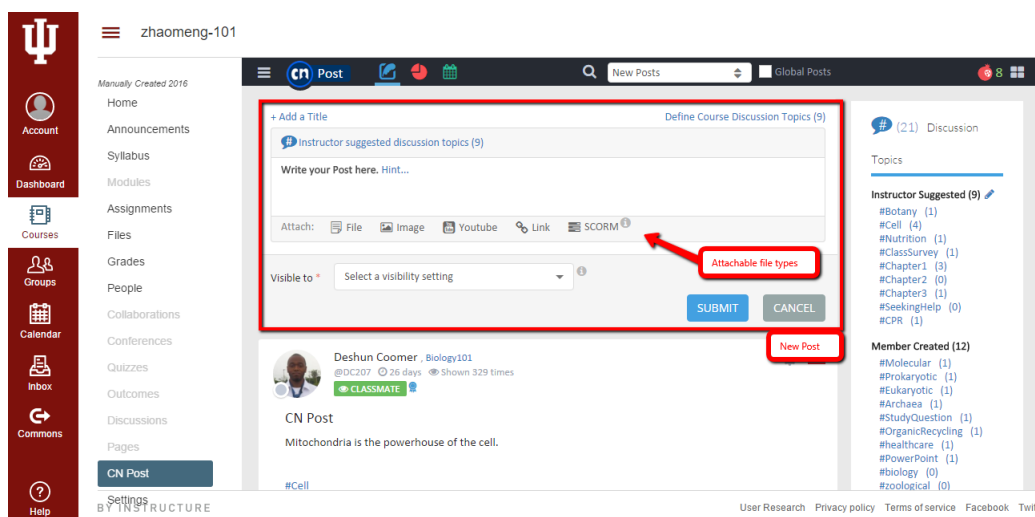 zhaomeng-101
Account
Dashboard
Courses
Groups
Calendar
Inbox
Commons
Help
Manually Created 2016
Home
Announcements
Syllabus
Modules
Assignments
Files
Grades
People
Collaborations
Conferences
Quizzes
Outcomes
Discussions
Pages
CN Post
Settings
BY INSTRUCTURE
cn Post
New Posts
Global Posts
8
+ Add a Title
Define Course Discussion Topics (9)
# Instructor suggested discussion topics (9)
Write your Post here. Hint...
Attach: File Image Youtube Link SCORM
Attachable file types
Visible to * Select a visibility setting
SUBMIT CANCEL
New Post
Deshun Coomer , Biology101
@DC207 26 days Shown 329 times
CLASSMATE
CN Post
Mitochondria is the powerhouse of the cell.
#Cell
# (21) Discussion
Topics
Instructor Suggested (9)
#Botany (1)
#Cell (4)
#Nutrition (1)
#ClassSurvey (1)
#Chapter1 (3)
#Chapter2 (0)
#Chapter3 (1)
#SeekingHelp (0)
#CPR (1)
Member Created (12)
#Molecular (1)
#Prokaryotic (1)
#Eukaryotic (1)
#Archaea (1)
#StudyQuestion (1)
#OrganicRecycling (1)
#healthcare (1)
#PowerPoint (1)
#biology (0)
#zoological (0)
User Research Privacy policy Terms of service Facebook Twi